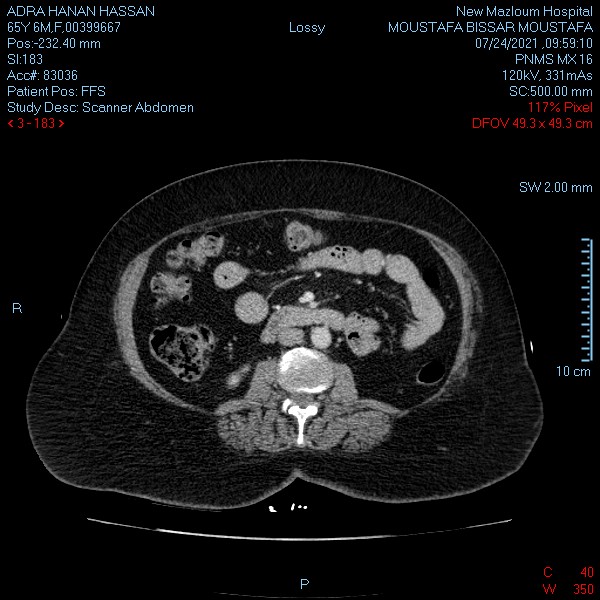 ADRA HANAN HASSAN
65Y 6M,F,00399667
Pos:-232.40 mm
SI:183
Acc#: 83036
Patient Pos: FFS
Study Desc: Scanner Abdomen
< 3 - 183 >
Lossy
New Mazloum Hospital
MOUSTAFA BISSAR MOUSTAFA
07/24/2021 ,09:59:10
PNMS MX 16
120kV, 331mAs
SC:500.00 mm
117% Pixel
DFOV 49.3 x 49.3 cm
SW 2.00 mm
R
10 cm
P
C 40
W 350